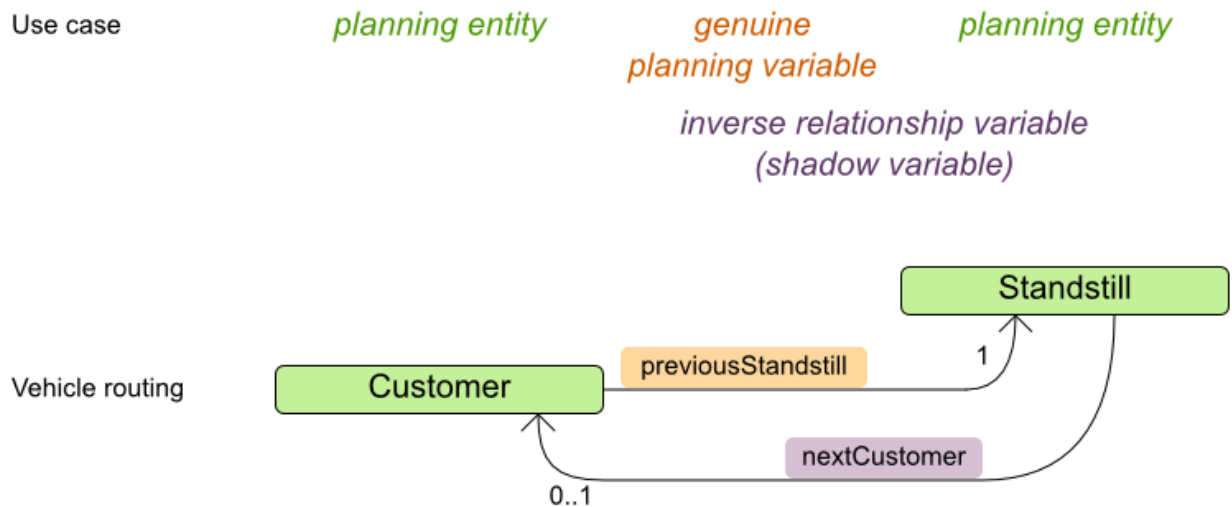 Use case
planning entity
genuine
planning variable
planning entity
inverse relationship variable
(shadow variable)
Standstill
previousStandstill
1
Vehicle routing
Customer
nextCustomer
0..1